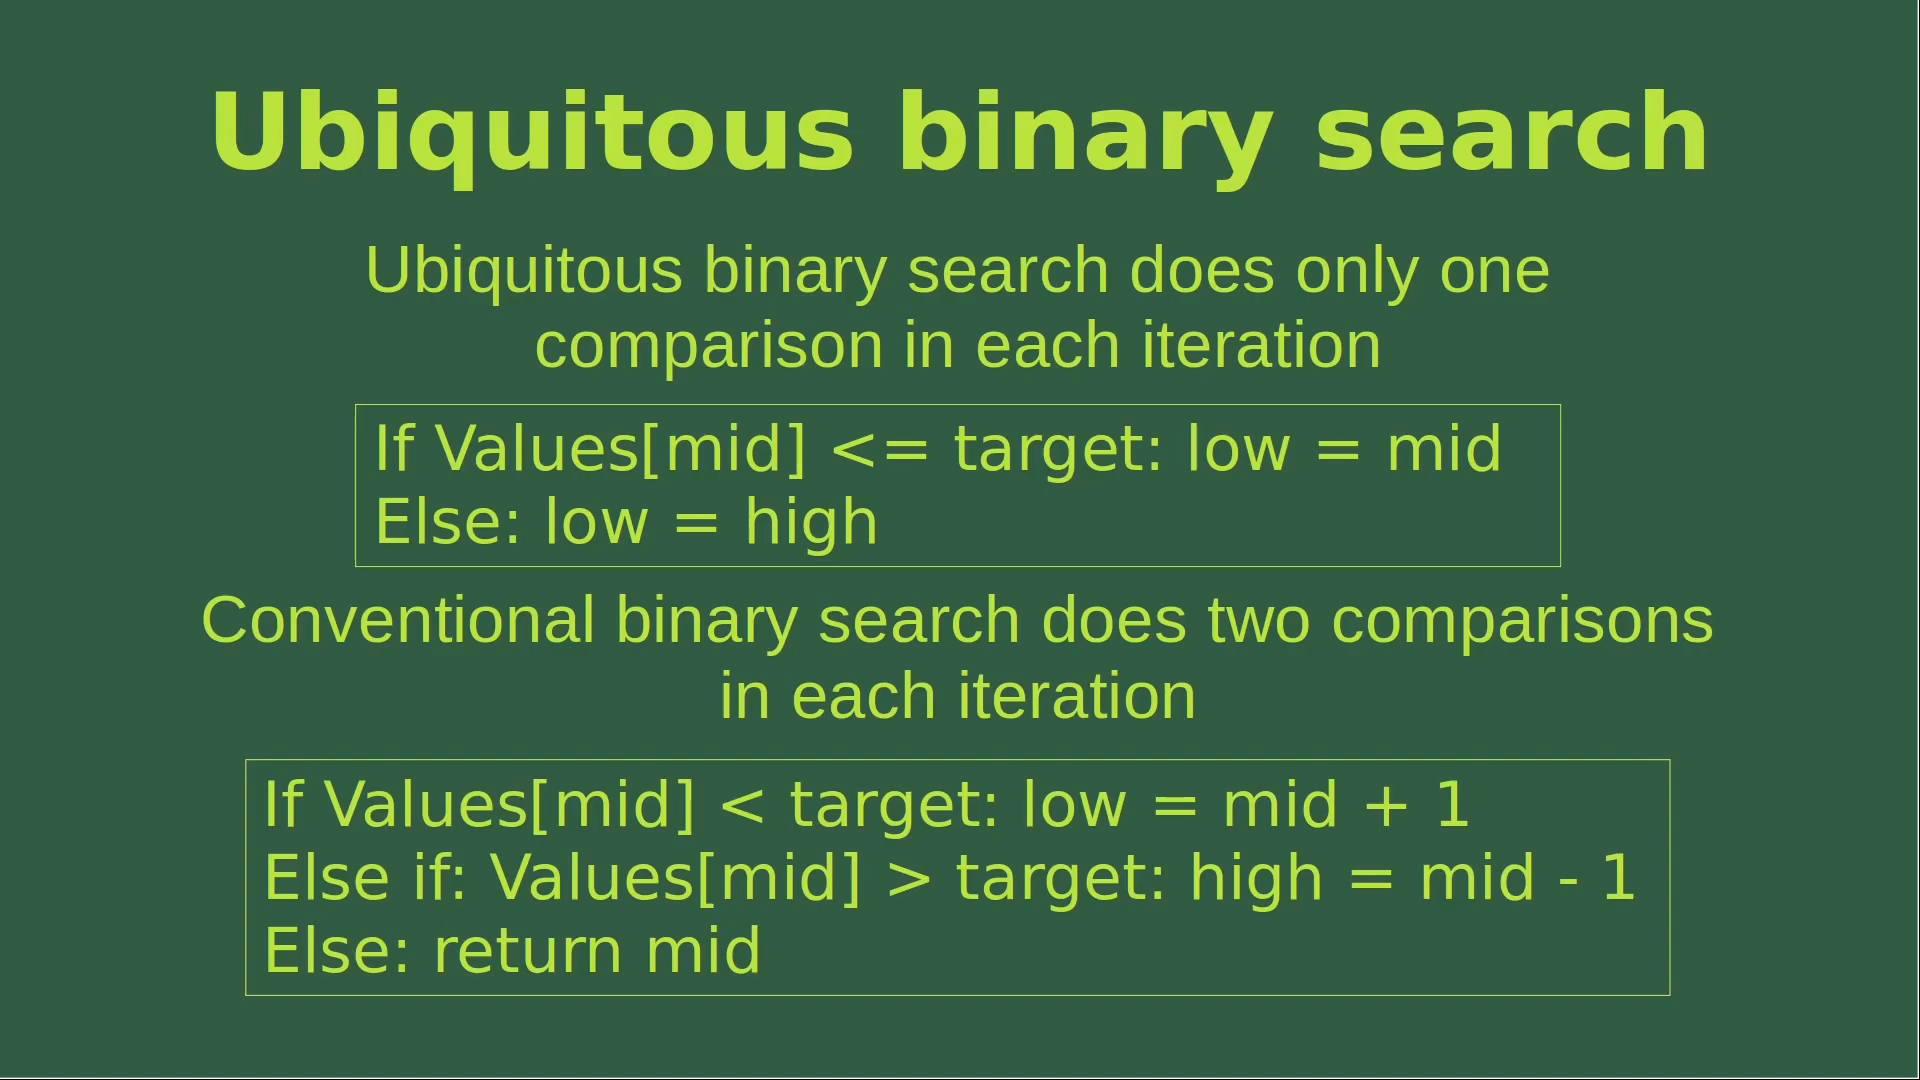 Ubiquitous binary search
Ubiquitous binary search does only one
comparison in each iteration
If Values[mid] <= target: low = mid
Else: low = high
Conventional binary search does two comparisons
in each iteration
If Values[mid] < target: low = mid + 1
Else if: Values[mid] > target: high = mid - 1
Else: return mid